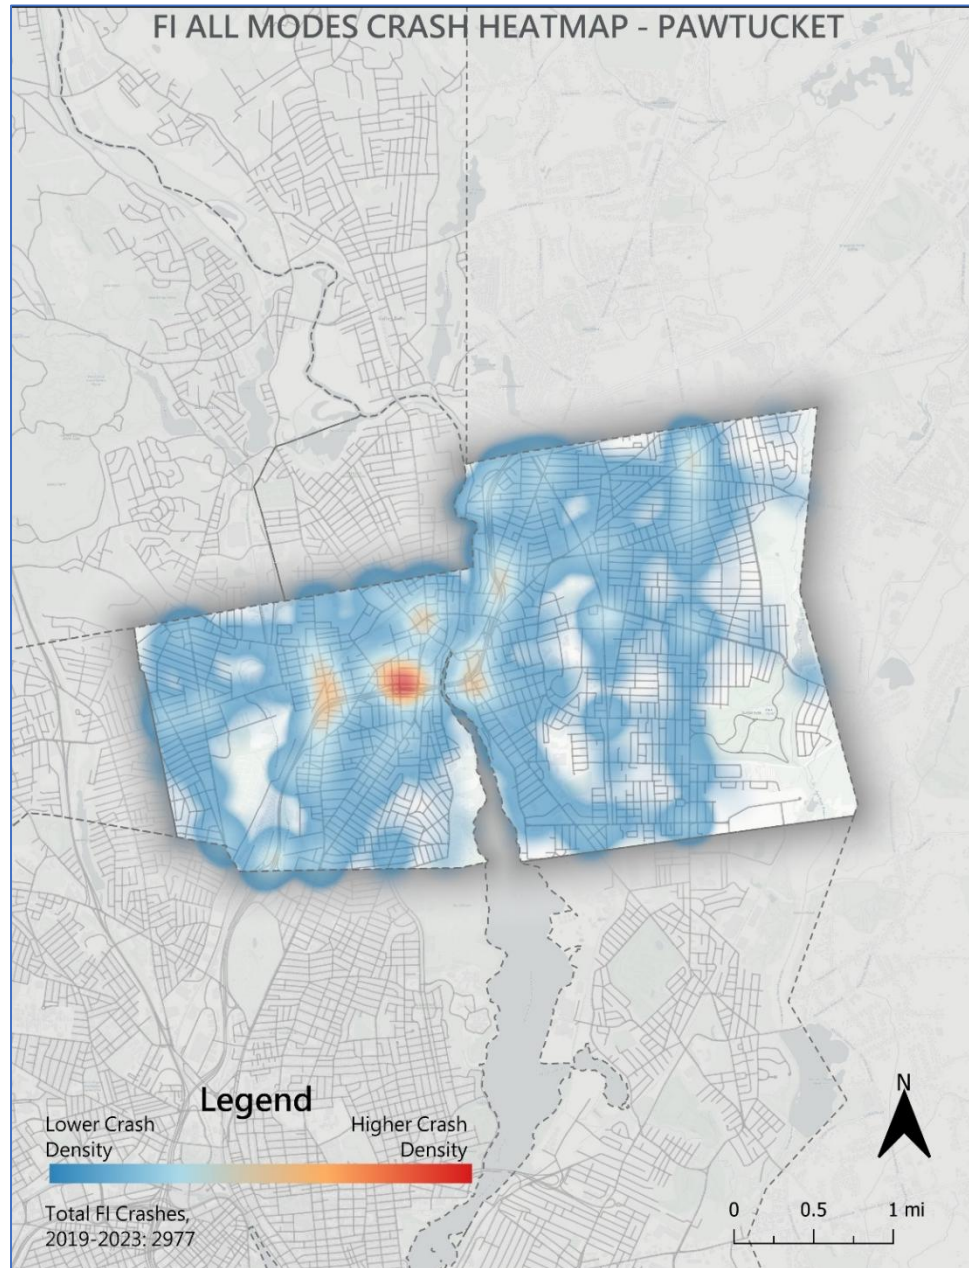 FI ALL MODES CRASH HEATMAP - PAWTUCKET
Legend
Lower Crash
Density
Higher Crash
Density
Total FI Crashes,
2019-2023: 2977
N
0 0.5 1 mi